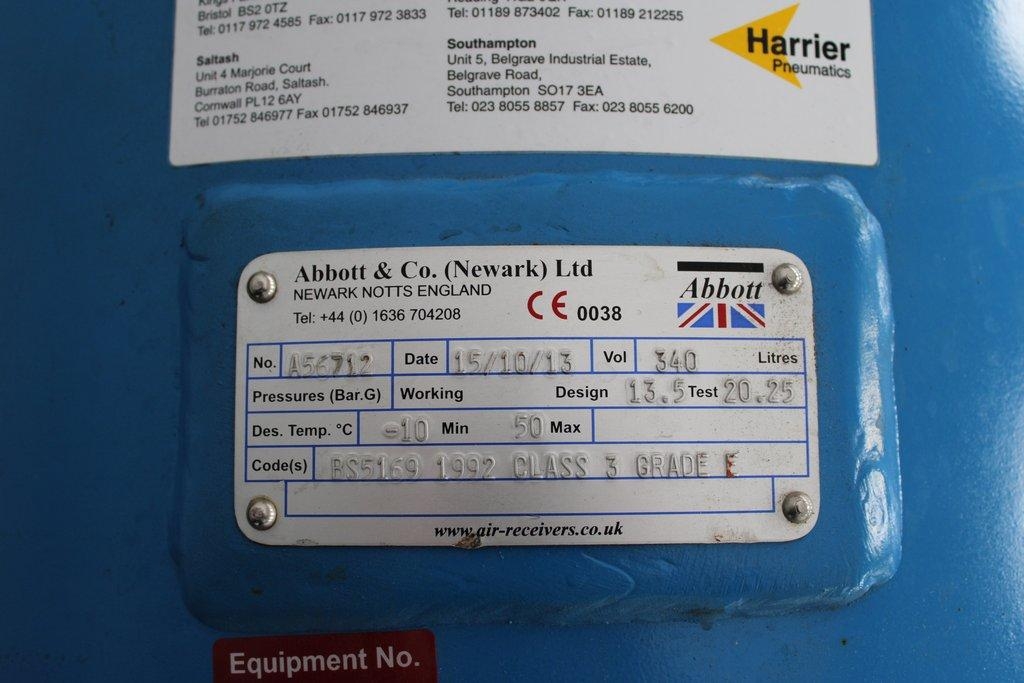 Bristol BS2 0TZ
Tel: 0117 972 4585 Fax: 0117 972 3833
Saltash
Unit 4 Marjorie Court
Burraton Road, Saltash.
Cornwall PL12 6AY
Tel 01752 846977 Fax 01752 846937
Tel: 01189 873402 Fax: 01189 212255
Southampton
Unit 5, Belgrave Industrial Estate,
Belgrave Road,
Southampton SO17 3EA
Tel: 023 8055 8857 Fax: 023 8055 6200
Harrier
Pneumatics
Abbott & Co. (Newark) Ltd
NEWARK NOTTS ENGLAND
Tel: +44 (0) 1636 704208
CE 0038
Abbott
No. A56712 Date 15/10/13 Vol 340 Litres
Pressures (Bar.G) Working Design 13.5 Test 20.25
Des. Temp. °C -10 Min 50 Max
Code(s) BS5169 1992 CLASS 3 GRADE E
www.air-receivers.co.uk
Equipment No.